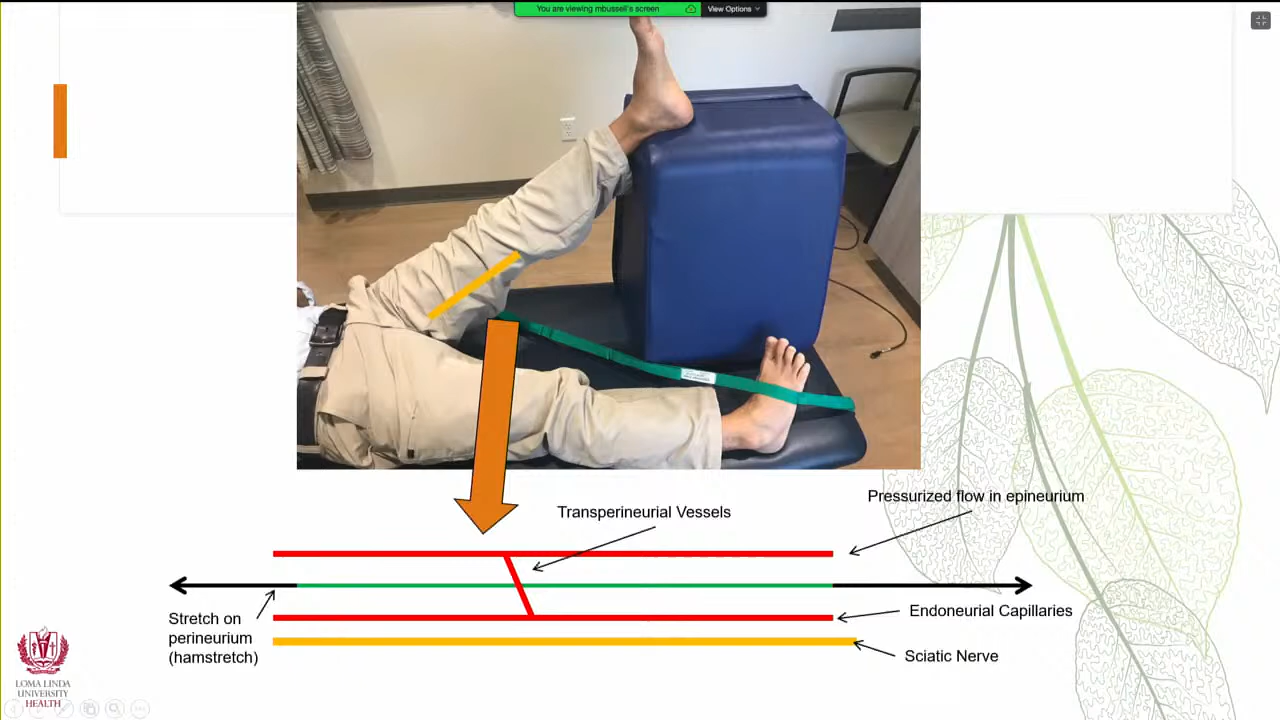 You are viewing mbussell's screen
View Options
Transperineurial Vessels
Pressurized flow in epineurium
Stretch on
perineurium
(hamstretch)
Endoneurial Capillaries
Sciatic Nerve
LOMA LINDA
UNIVERSITY
HEALTH